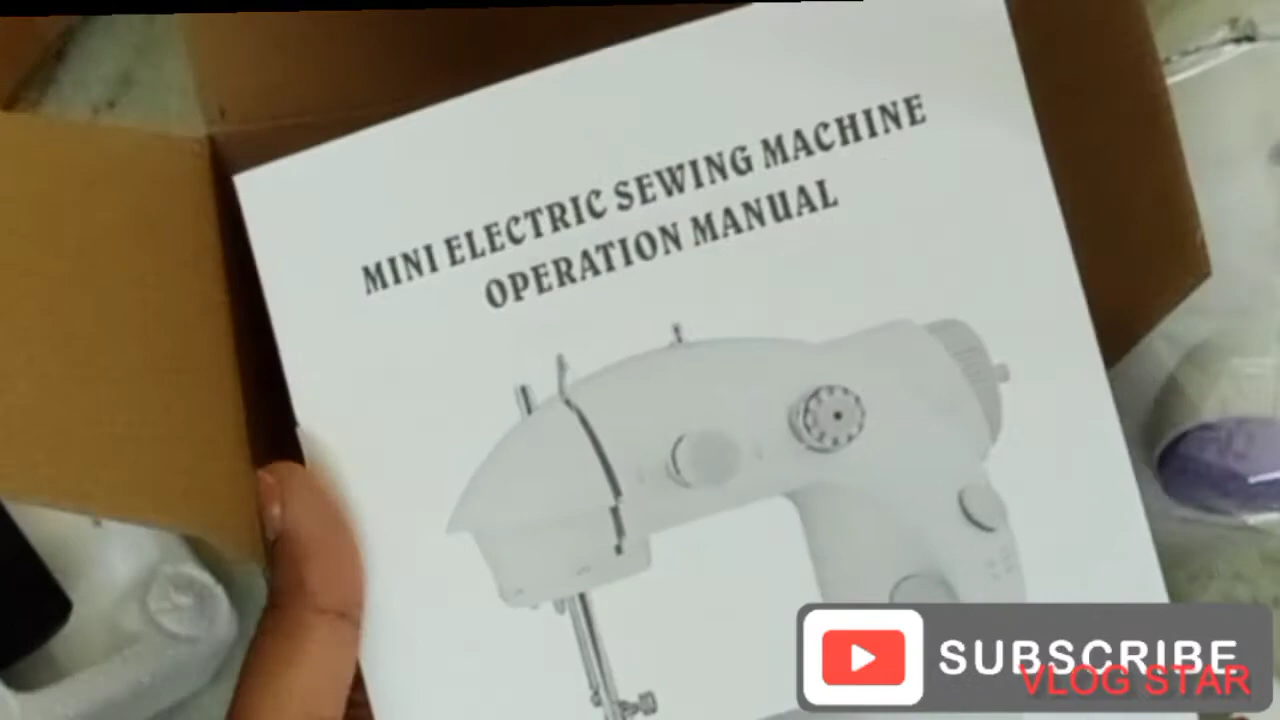 MINI ELECTRIC SEWING MACHINE
OPERATION MANUAL
SUBSCRIBE
VLOG STAR